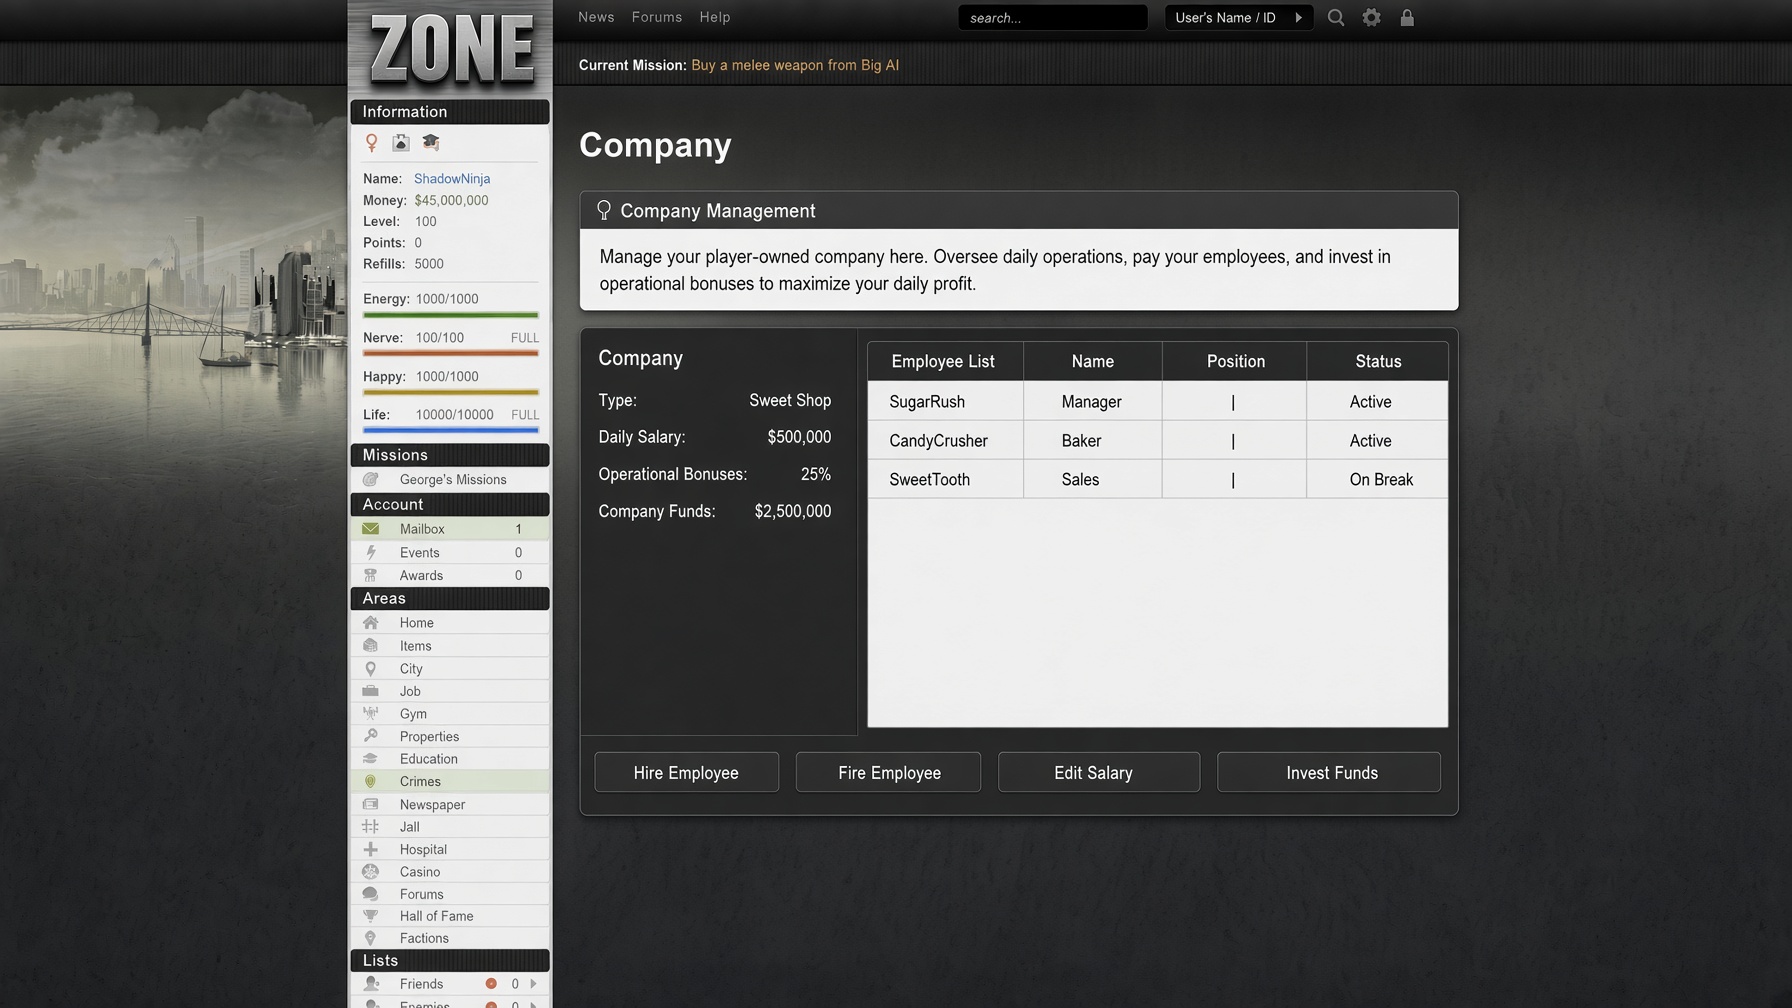 ZONE
News Forums Help
search...
User's Name / ID
Current Mission: Buy a melee weapon from Big AI
Information
Name: ShadowNinja
Money: $45,000,000
Level: 100
Points: 0
Refills: 5000
Energy: 1000/1000
Nerve: 100/100 FULL
Happy: 1000/1000
Life: 10000/10000 FULL
Missions
George's Missions
Account
Mailbox 1
Events 0
Awards 0
Areas
Home
Items
City
Job
Gym
Properties
Education
Crimes
Newspaper
Jall
Hospital
Casino
Forums
Hall of Fame
Factions
Lists
Friends 0
Enemies 0
Company
Company Management
Manage your player-owned company here. Oversee daily operations, pay your employees, and invest in
operational bonuses to maximize your daily profit.
Company
Type: Sweet Shop
Daily Salary: $500,000
Operational Bonuses: 25%
Company Funds: $2,500,000
Employee List Name Position Status
SugarRush Manager | Active
CandyCrusher Baker | Active
SweetTooth Sales | On Break
Hire Employee Fire Employee Edit Salary Invest Funds